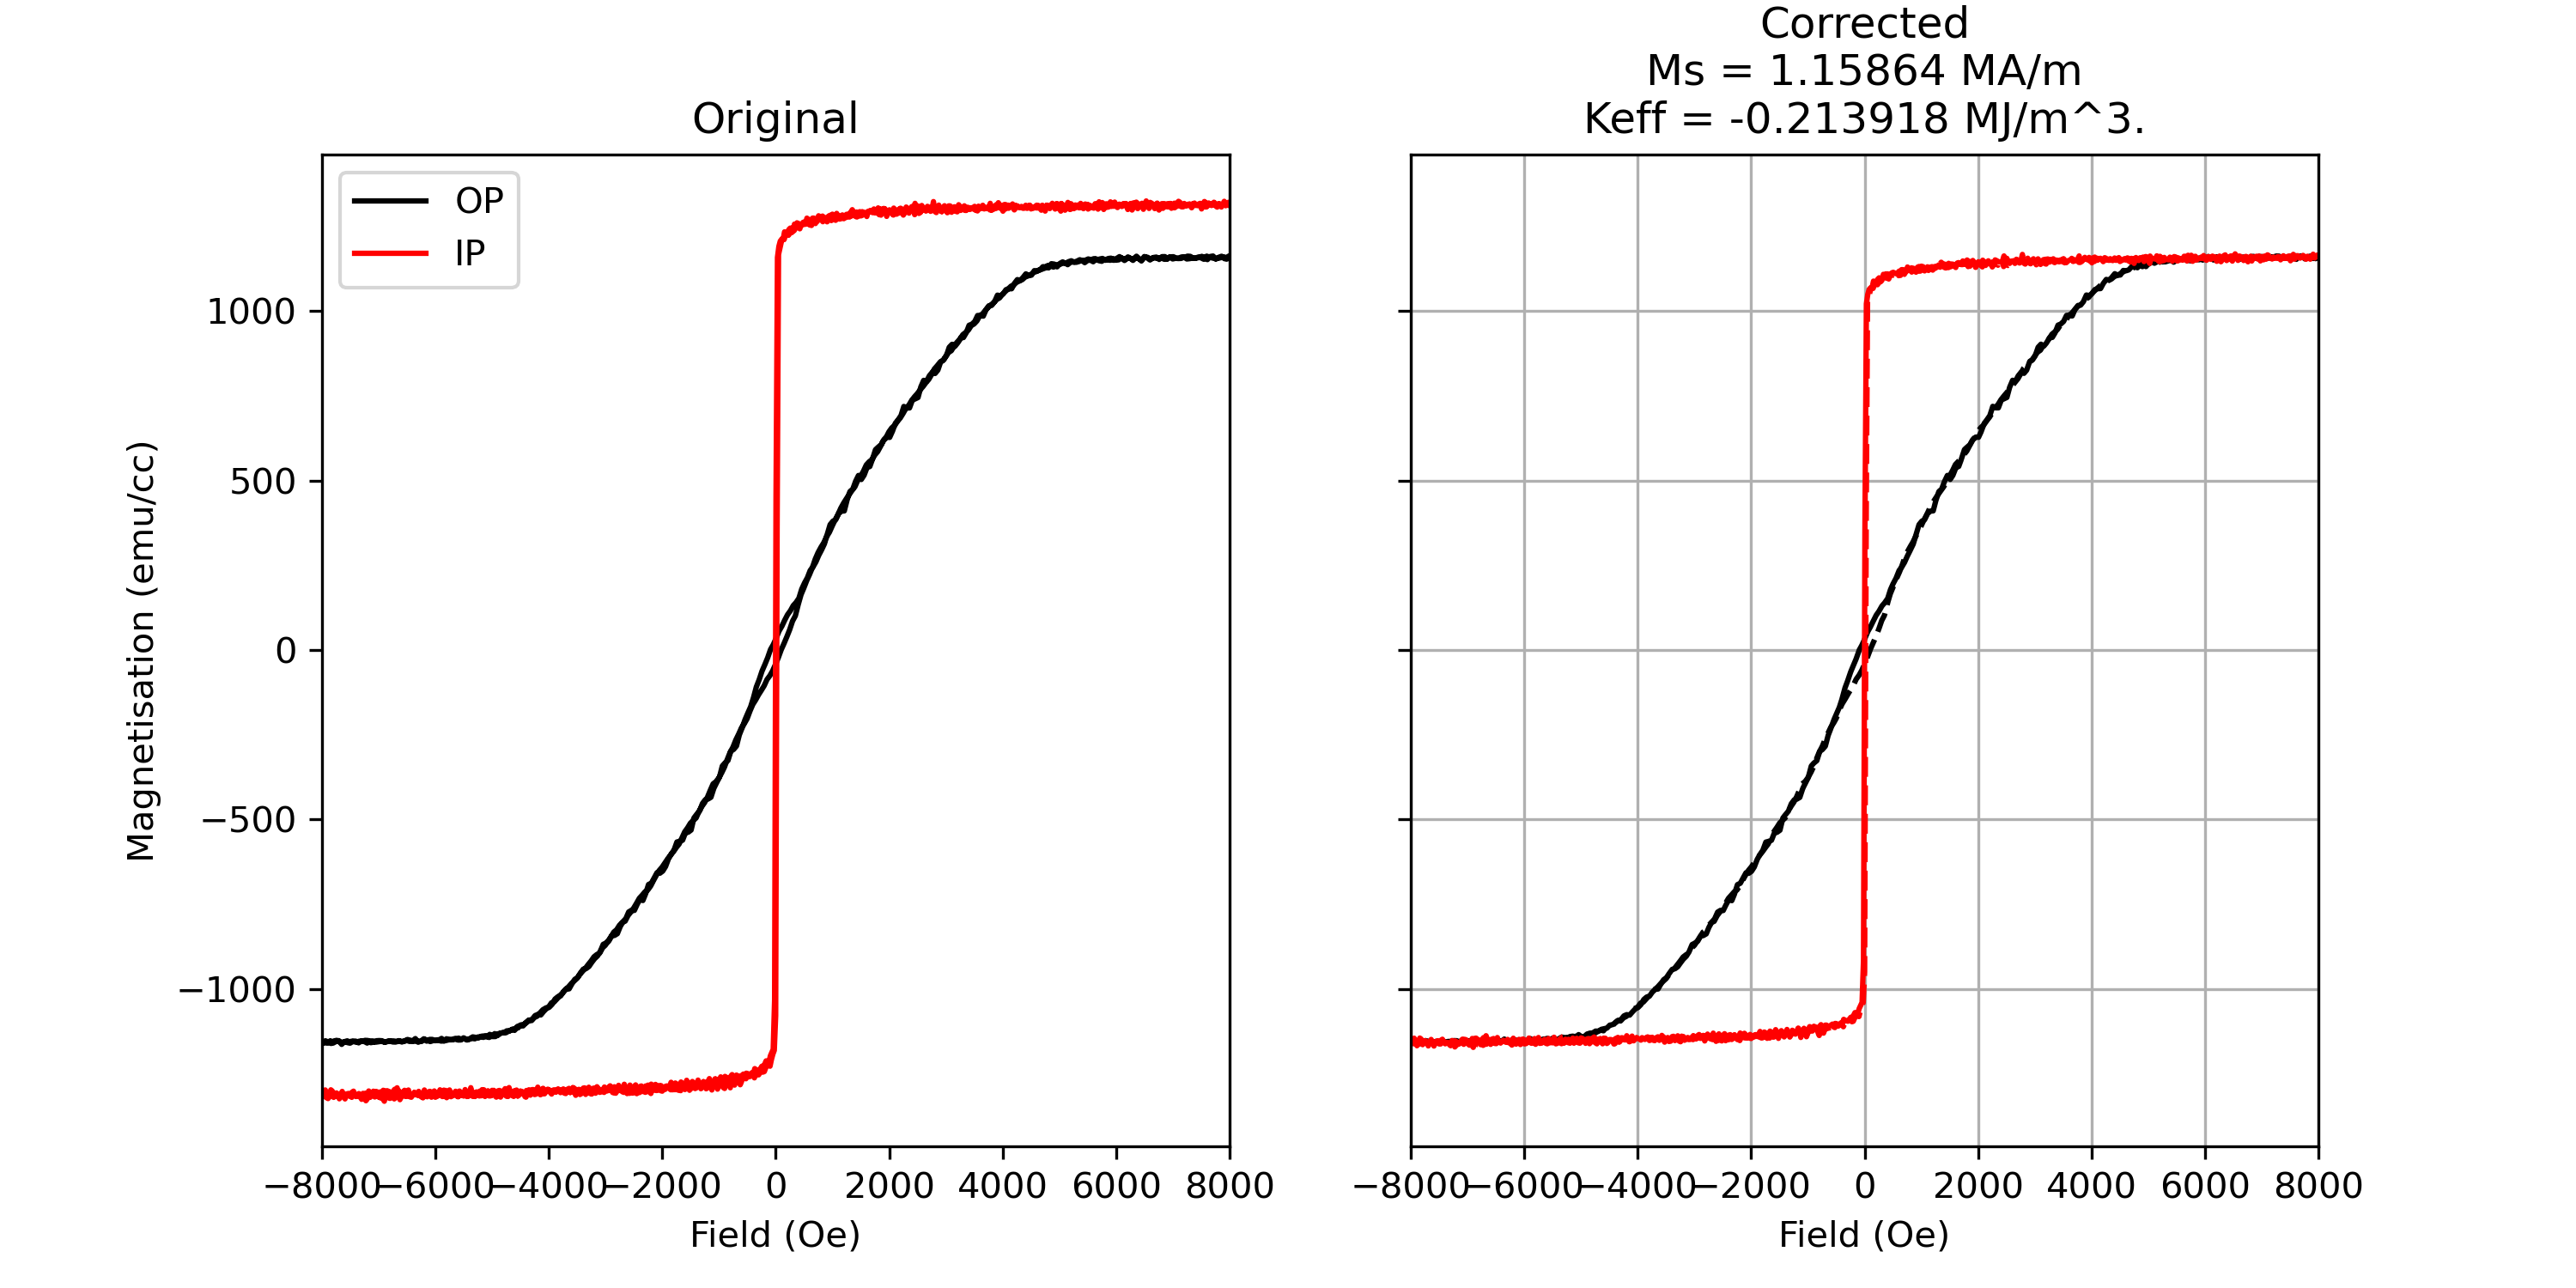 Original
OP
IP
1000
500
0
−500
−1000
Magnetisation (emu/cc)
−8000 −6000 −4000 −2000 0 2000 4000 6000 8000
Field (Oe)
Corrected
Ms = 1.15864 MA/m
Keff = -0.213918 MJ/m^3.
−8000 −6000 −4000 −2000 0 2000 4000 6000 8000
Field (Oe)